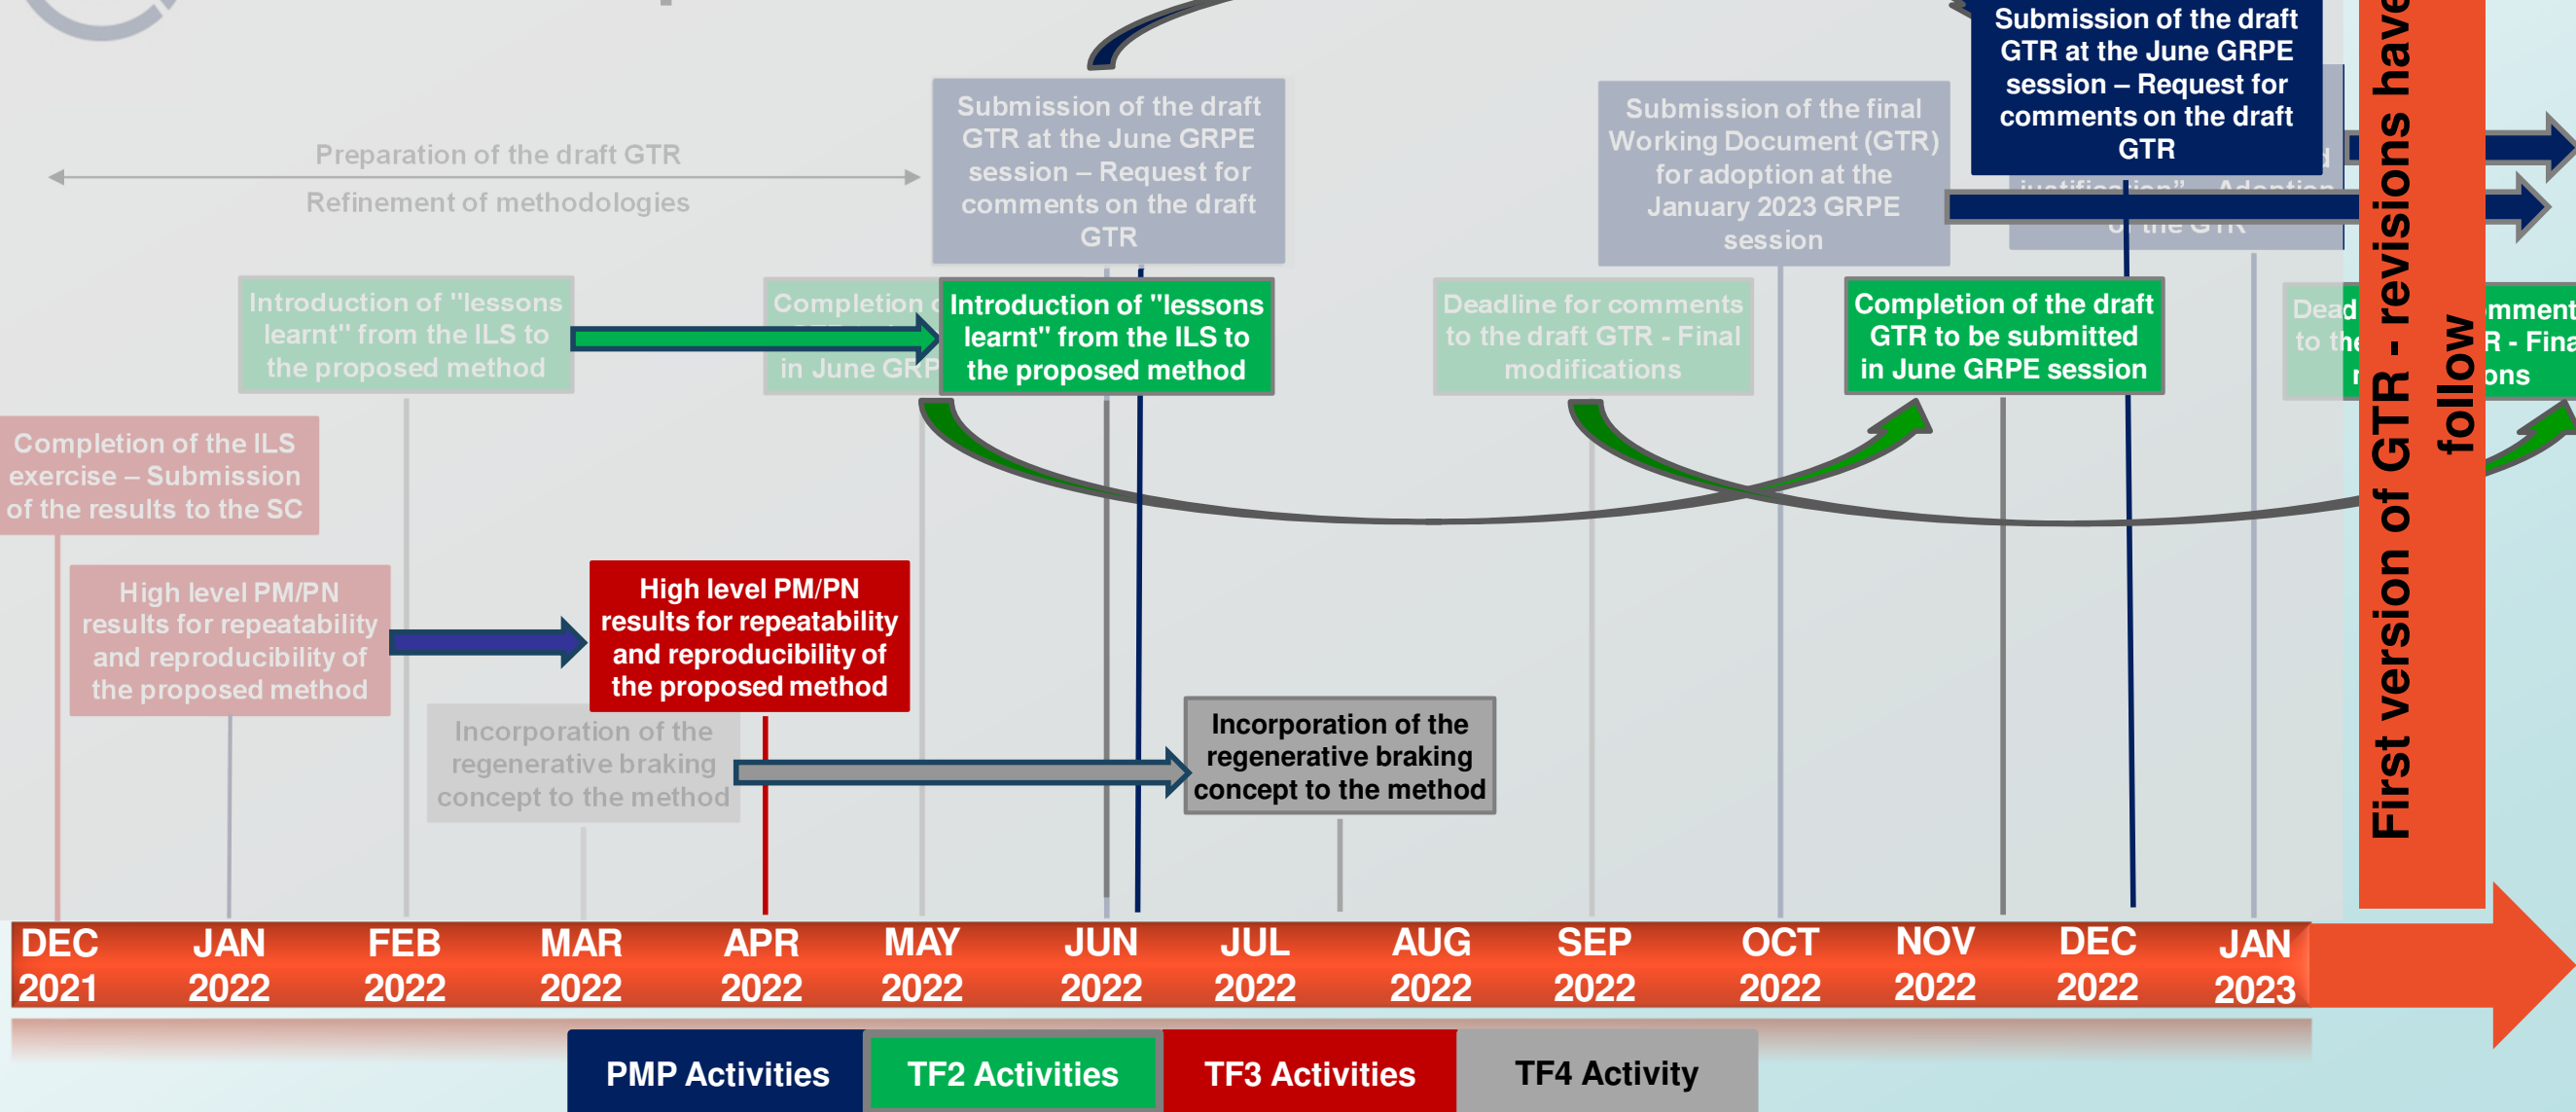 Submission of the draft
GTR at the June GRPE
session – Request for
comments on the draft
GTR
Submission of the draft
GTR at the June GRPE
session – Request for
comments on the draft
GTR
Submission of the final
Working Document (GTR)
for adoption at the
January 2023 GRPE
session
justification” – Adoption
of the GTR
Preparation of the draft GTR
Refinement of methodologies
Introduction of "lessons
learnt" from the ILS to
the proposed method
Completion
in June
Introduction of "lessons
learnt" from the ILS to
the proposed method
Deadline for comments
to the draft GTR - Final
modifications
Completion of the draft
GTR to be submitted
in June GRPE session
First version of GTR - revisions have
follow
Completion of the ILS
exercise – Submission
of the results to the SC
High level PM/PN
results for repeatability
and reproducibility of
the proposed method
High level PM/PN
results for repeatability
and reproducibility of
the proposed method
Incorporation of the
regenerative braking
concept to the method
Incorporation of the
regenerative braking
concept to the method
DEC JAN FEB MAR APR MAY JUN JUL AUG SEP OCT NOV DEC JAN
2021 2022 2022 2022 2022 2022 2022 2022 2022 2022 2022 2022 2022 2023
PMP Activities
TF2 Activities
TF3 Activities
TF4 Activity